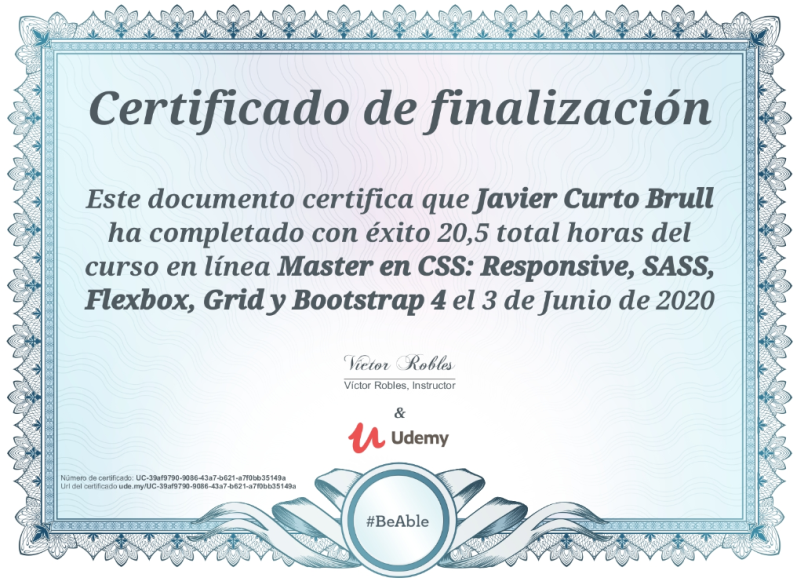 Certificado de finalización
Este documento certifica que Javier Curto Brull
ha completado con éxito 20,5 total horas del
curso en línea Master en CSS: Responsive, SASS,
Flexbox, Grid y Bootstrap 4 el 3 de Junio de 2020
Víctor Robles
Víctor Robles, Instructor
&
Udemy
Número de certificado: UC-39af9790-9086-43a7-b621-a7f0bb35149a
Url del certificado ude.my/UC-39af9790-9086-43a7-b621-a7f0bb35149a
#BeAble